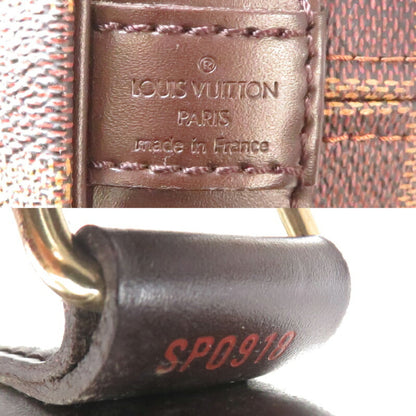 ®
LOUIS VUITTON
PARIS
made in France
SP0918